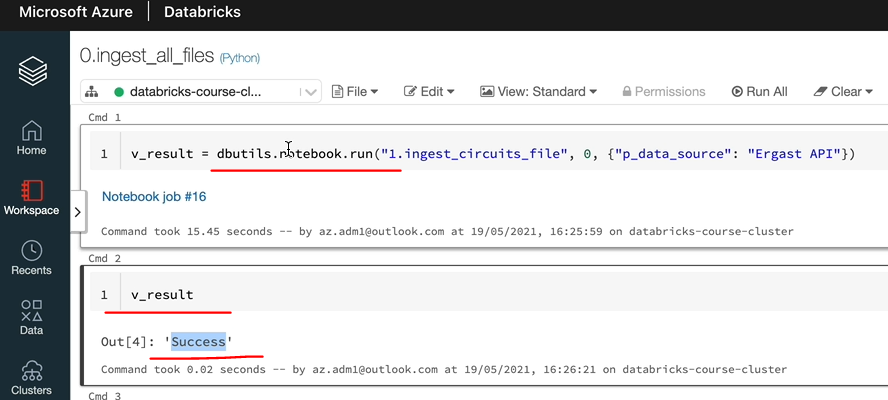 Microsoft Azure | Databricks
0.ingest_all_files (Python)
databricks-course-cl... File Edit View: Standard Permissions Run All Clear
Home
Workspace
Recents
Data
Clusters
Cmd 1
1 v_result = dbutils.notebook.run("1.ingest_circuits_file", 0, {"p_data_source": "Ergast API"})
Notebook job #16
Command took 15.45 seconds -- by az.adm1@outlook.com at 19/05/2021, 16:25:59 on databricks-course-cluster
Cmd 2
1 v_result
Out[4]: 'Success'
Command took 0.02 seconds -- by az.adm1@outlook.com at 19/05/2021, 16:26:21 on databricks-course-cluster
Cmd 3